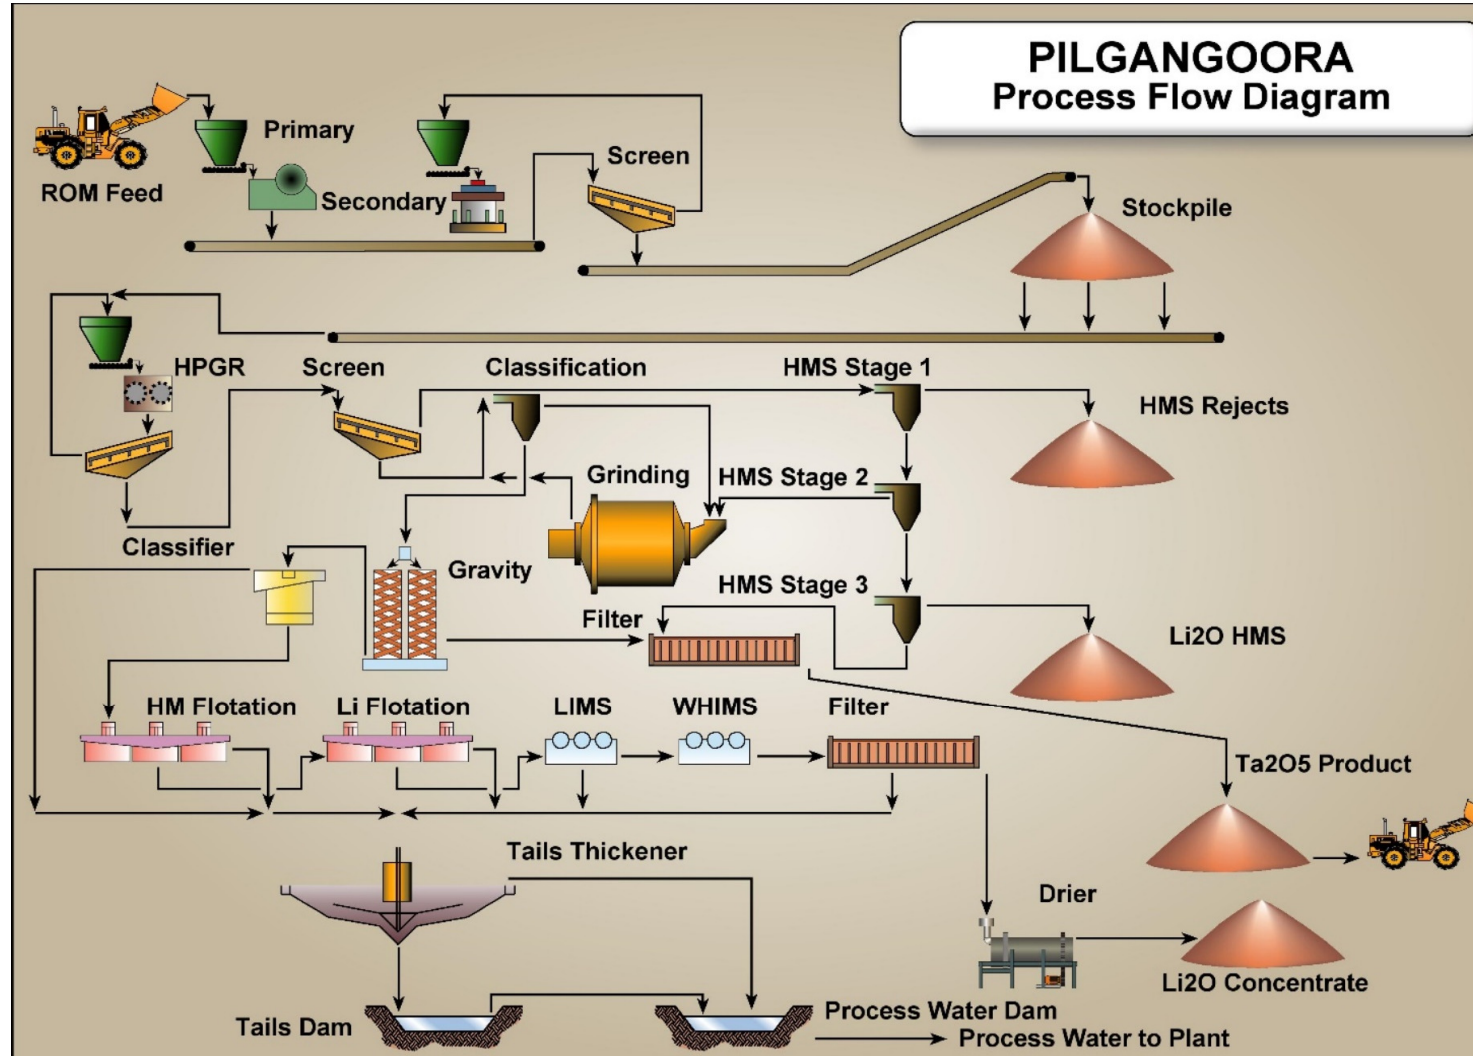 PILGANGOORA
Process Flow Diagram
Primary
Screen
ROM Feed
Secondary
Stockpile
HPGR
Screen
Classification
HMS Stage 1
HMS Rejects
Grinding
HMS Stage 2
Classifier
Gravity
HMS Stage 3
Filter
Li2O HMS
HM Flotation
Li Flotation
LIMS
WHIMS
Filter
Ta2O5 Product
Tails Thickener
Drier
Li2O Concentrate
Tails Dam
Process Water Dam
Process Water to Plant